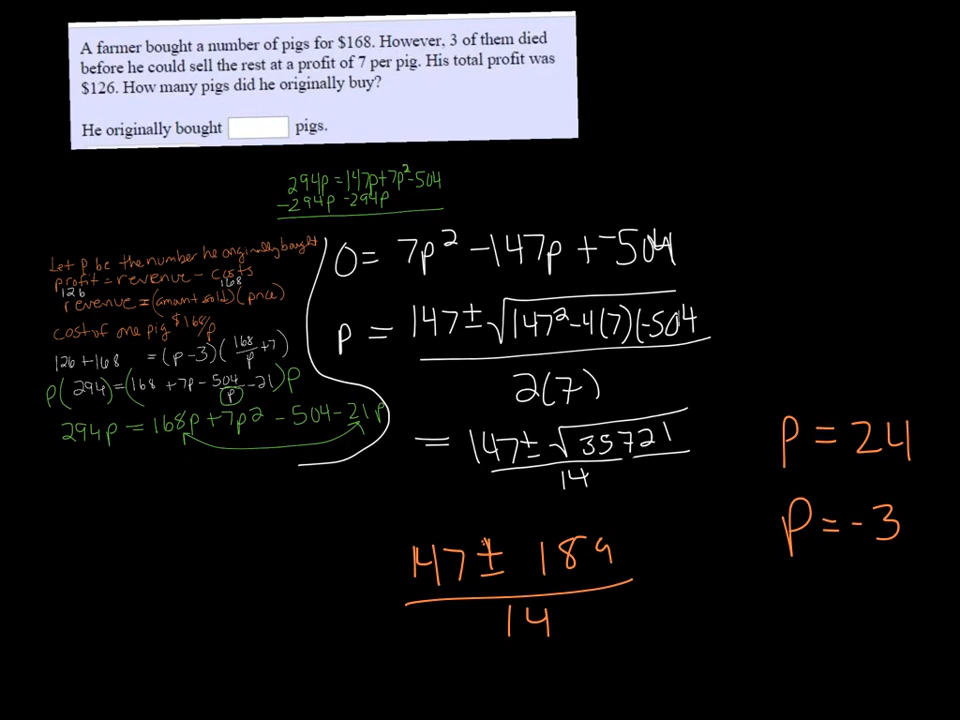 A farmer bought a number of pigs for $168. However, 3 of them died
before he could sell the rest at a profit of 7 per pig. His total profit was
$126. How many pigs did he originally buy?
He originally bought pigs.
294p = 147p + 7p² - 504
-294p -294p
Let p be the number he originally bought
profit = revenue - costs
126 168
revenue = (amount sold)(price)
cost of one pig $168/p
126 + 168 = (p - 3)(168/p + 7)
p(294) = (168 + 7p - 504/p - 21)p
294p = 168p + 7p² - 504 - 21p
0 = 7p² - 147p + -504
p = 147 ± √147² - 4(7)(-504
2(7)
= 147 ± √35721
14
147 ± 189
14
p = 24
p = -3